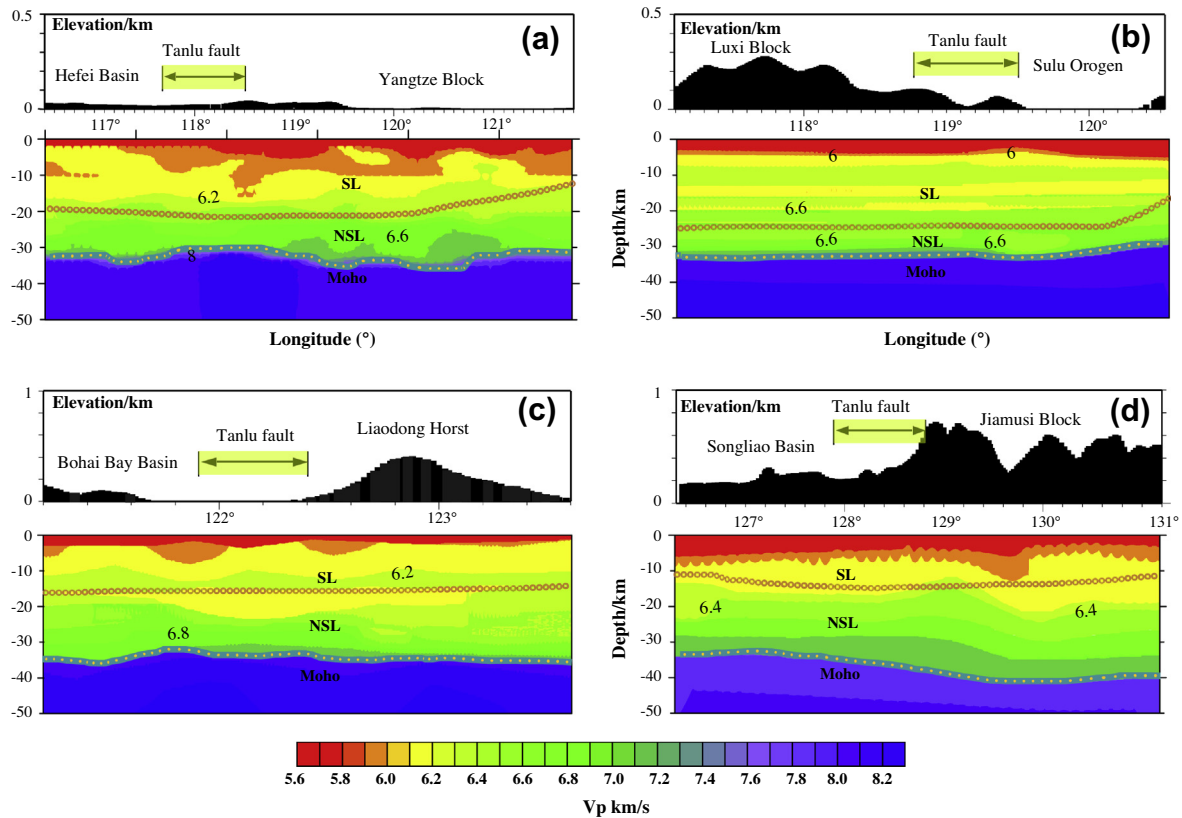 0.5
Elevation/km
(a)
Tanlu fault
Hefei Basin
Yangtze Block
0
117°
118°
119°
120°
121°
0
-10
-20
-30
-40
-50
SL
6.2
NSL
6.6
8
Moho
Longitude (°)
0.5
Elevation/km
(b)
Luxi Block
Tanlu fault
Sulu Orogen
0
118°
119°
120°
Depth/km
0
-10
-20
-30
-40
-50
6
6
SL
6.6
NSL
6.6
6.6
Moho
Longitude (°)
1
Elevation/km
(c)
Tanlu fault
Liaodong Horst
Bohai Bay Basin
0
122°
123°
0
-10
-20
-30
-40
-50
SL
6.2
NSL
6.8
Moho
1
Elevation/km
(d)
Tanlu fault
Jiamusi Block
Songliao Basin
0
127°
128°
129°
130°
131°
Depth/km
0
-10
-20
-30
-40
-50
SL
6.4
6.4
NSL
Moho
5.6 5.8 6.0 6.2 6.4 6.6 6.8 7.0 7.2 7.4 7.6 7.8 8.0 8.2
Vp km/s